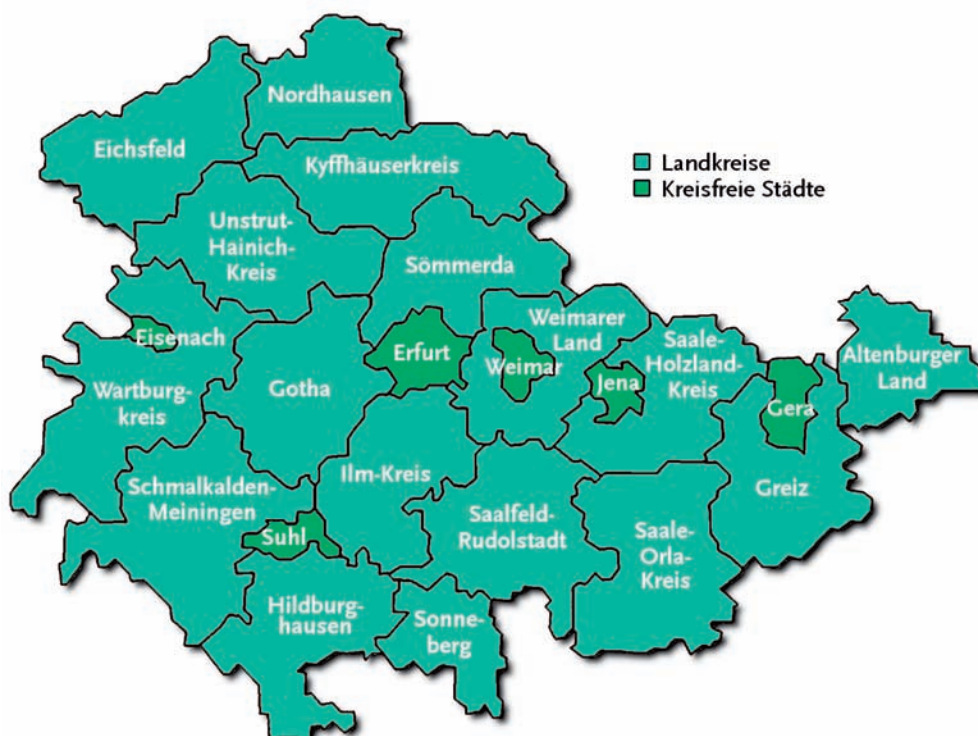 Nordhausen
Eichsfeld
Kyffhäuserkreis
Landkreise
Kreisfreie Städte
Unstrut-
Hainich-
Kreis
Sömmerda
Eisenach
Erfurt
Weimarer
Land
Weimar
Saale-
Holzland-
Kreis
Jena
Gera
Altenburger
Land
Wartburg-
kreis
Gotha
Ilm-Kreis
Schmalkalden-
Meiningen
Suhl
Saalfeld-
Rudolstadt
Saale-
Orla-
Kreis
Greiz
Hildburg-
hausen
Sonne-
berg